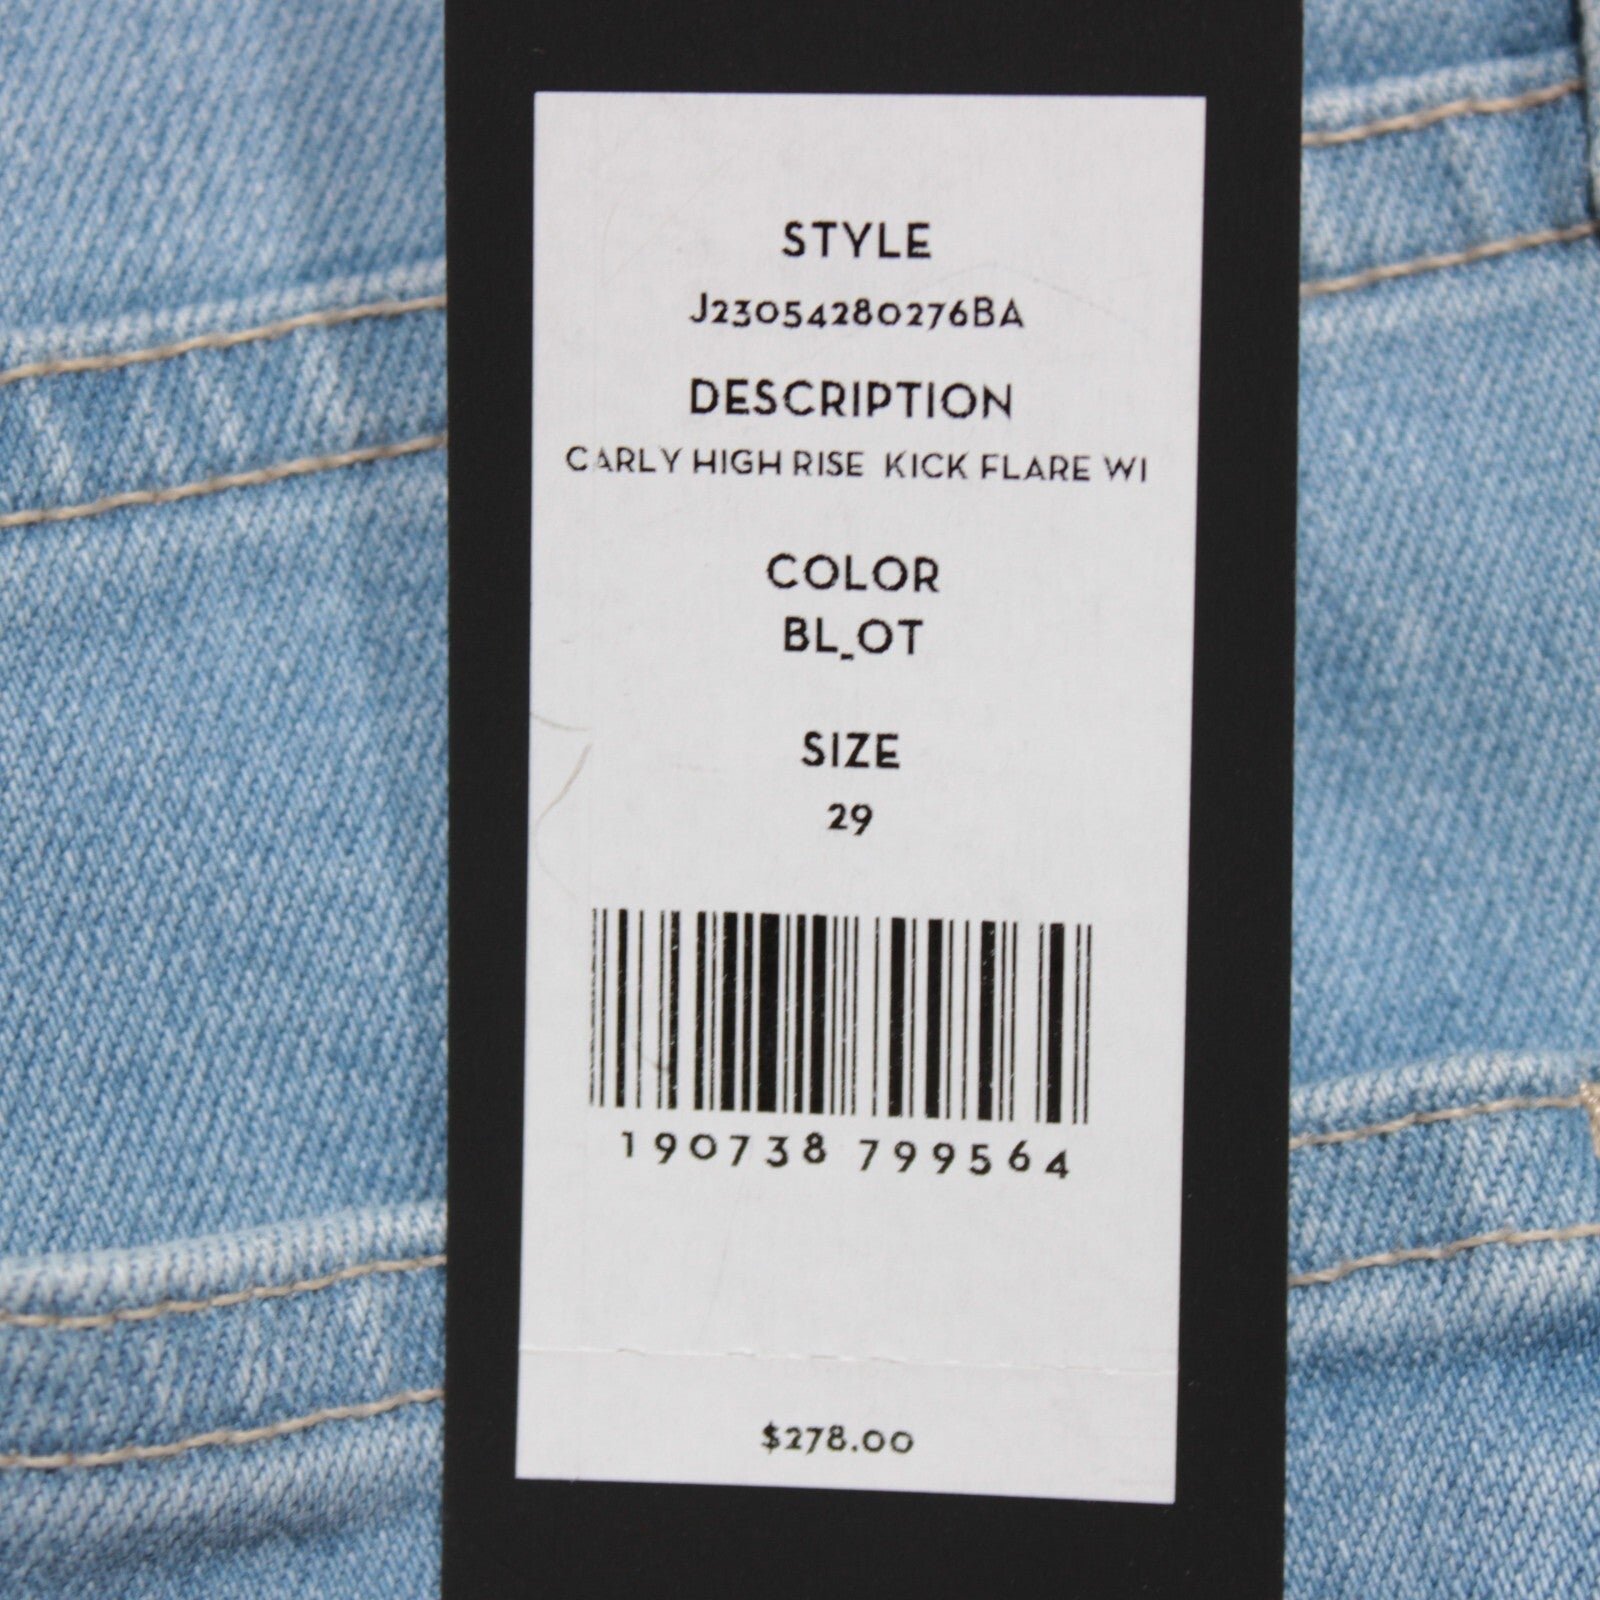 STYLE
J23054280276BA
DESCRIPTION
CARLY HIGH RISE KICK FLARE WI
COLOR
BL_OT
SIZE
29
190738 799564
$278.00